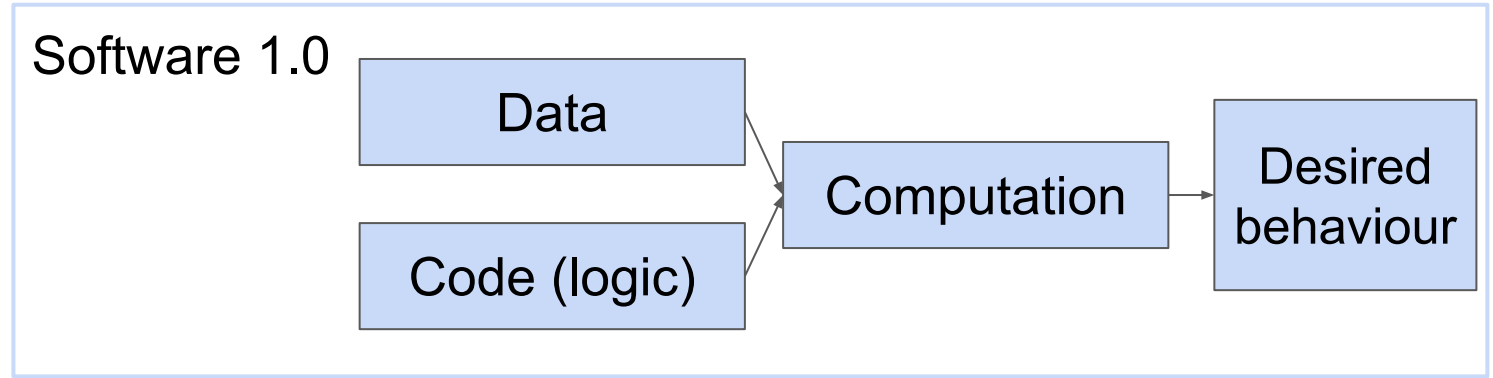 Software 1.0
Data
Code (logic)
Computation
Desired
behaviour